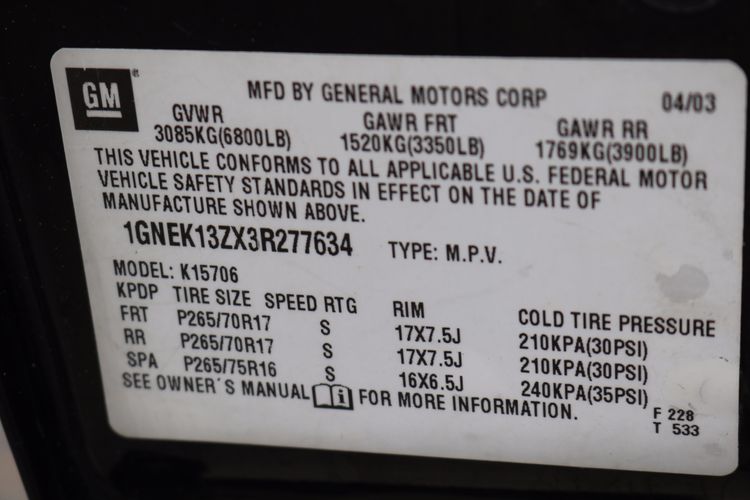 GM
MFD BY GENERAL MOTORS CORP 04/03
GVWR GAWR FRT GAWR RR
3085KG(6800LB) 1520KG(3350LB) 1769KG(3900LB)
THIS VEHICLE CONFORMS TO ALL APPLICABLE U.S. FEDERAL MOTOR
VEHICLE SAFETY STANDARDS IN EFFECT ON THE DATE OF
MANUFACTURE SHOWN ABOVE.
1GNEK13ZX3R277634 TYPE: M.P.V.
MODEL: K15706
KPDP TIRE SIZE SPEED RTG RIM COLD TIRE PRESSURE
FRT P265/70R17 S 17X7.5J 210KPA(30PSI)
RR P265/70R17 S 17X7.5J 210KPA(30PSI)
SPA P265/75R16 S 16X6.5J 240KPA(35PSI)
SEE OWNER'S MANUAL i FOR MORE INFORMATION.
F 228
T 533